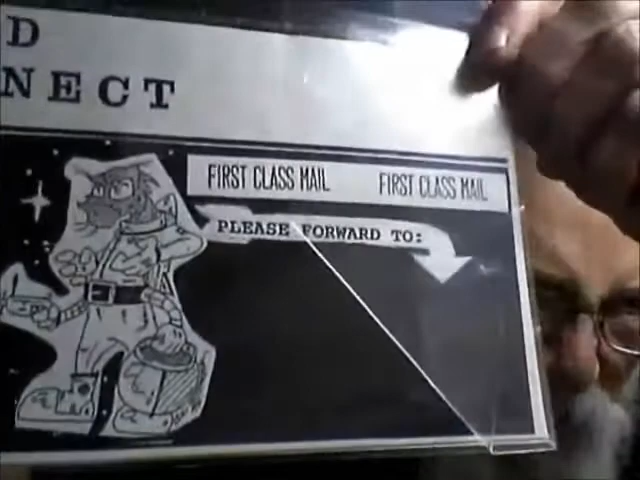 D
NECT
FIRST CLASS MAIL FIRST CLASS MAIL
PLEASE FORWARD TO: